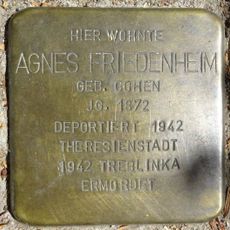 HIER WOHNTE
AGNES FRIEDENHEIM
GEB. COHEN
JG. 1872
DEPORTIERT 1942
THERESIENSTADT
1942 TREBLINKA
ERMORDET